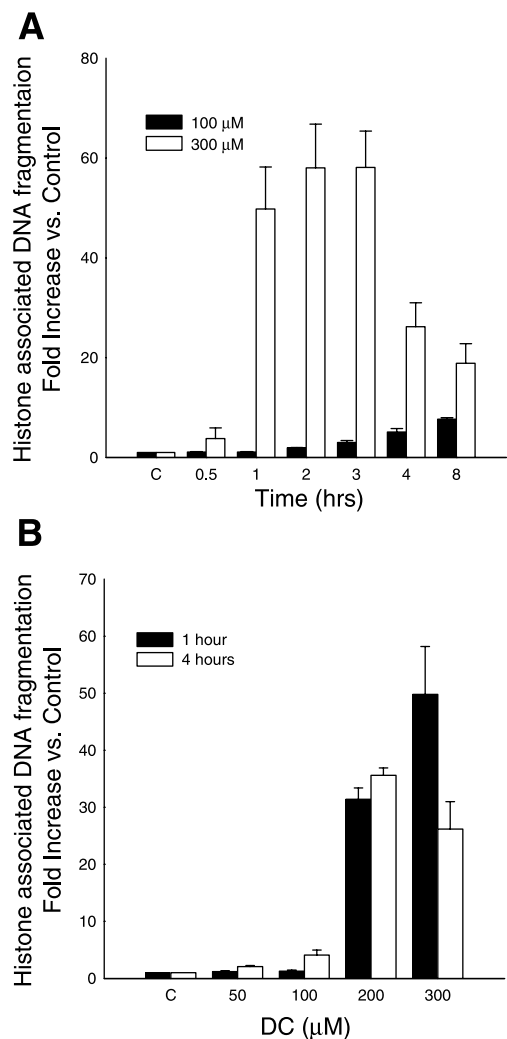 A
Histone associated DNA fragmentaion
Fold Increase vs. Control
80
60
40
20
0
100 µM
300 µM
C 0.5 1 2 3 4 8
Time (hrs)
B
Histone associated DNA fragmentation
Fold Increase vs. Control
70
60
50
40
30
20
10
0
1 hour
4 hours
C 50 100 200 300
DC (µM)